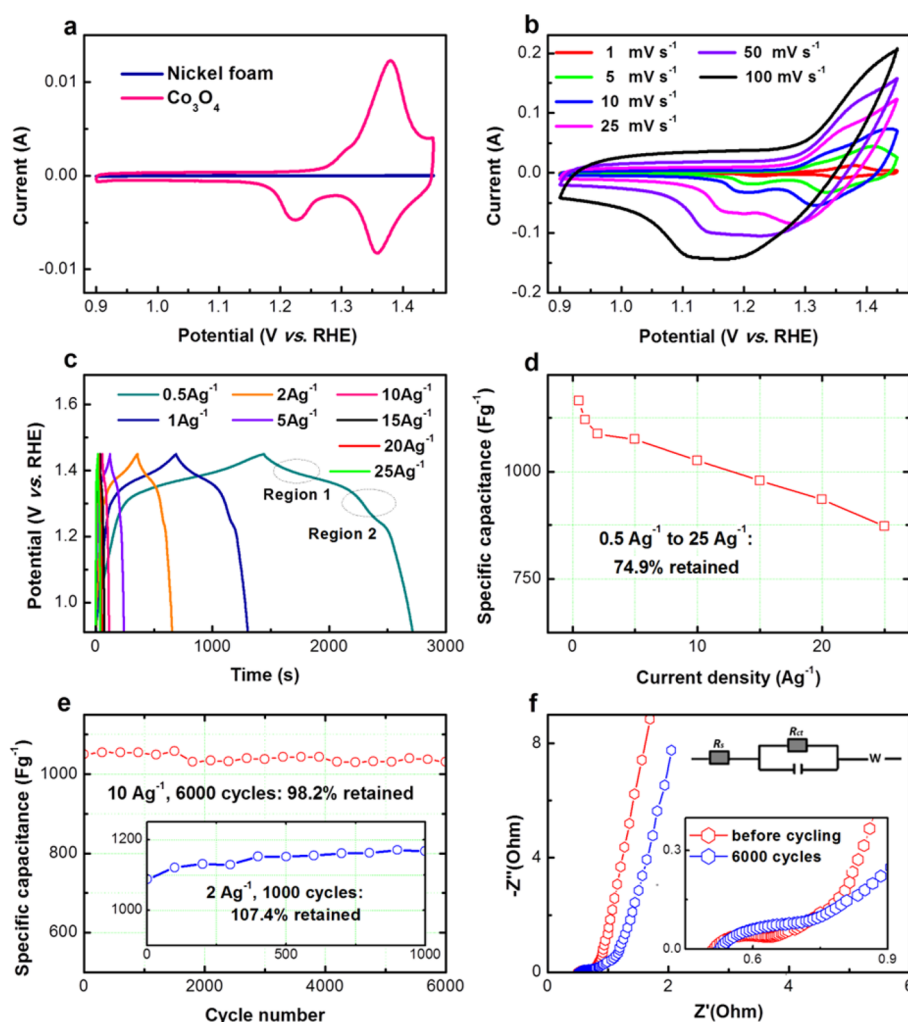 a
Nickel foam
Co₃O₄
0.01
0.00
-0.01
Current (A)
0.9 1.0 1.1 1.2 1.3 1.4
Potential (V vs. RHE)
b
1 mV s⁻¹
5 mV s⁻¹
10 mV s⁻¹
25 mV s⁻¹
50 mV s⁻¹
100 mV s⁻¹
0.2
0.1
0.0
-0.1
-0.2
Current (A)
0.9 1.0 1.1 1.2 1.3 1.4
Potential (V vs. RHE)
c
0.5Ag⁻¹
1Ag⁻¹
2Ag⁻¹
5Ag⁻¹
10Ag⁻¹
15Ag⁻¹
20Ag⁻¹
25Ag⁻¹
Region 1
Region 2
1.6
1.4
1.2
1.0
Potential (V vs. RHE)
0 1000 2000 3000
Time (s)
d
1000
750
Specific capacitance (Fg⁻¹)
0.5 Ag⁻¹ to 25 Ag⁻¹:
74.9% retained
0 10 20
Current density (Ag⁻¹)
e
1000
800
600
Specific capacitance (Fg⁻¹)
10 Ag⁻¹, 6000 cycles: 98.2% retained
1200
1000
2 Ag⁻¹, 1000 cycles:
107.4% retained
0 500 1000
0 2000 4000 6000
Cycle number
f
8
4
0
-Z''(Ohm)
Rs
Rct
W
before cycling
6000 cycles
0.3
0.0
0.6 0.9
0 1 2 4 6
Z'(Ohm)